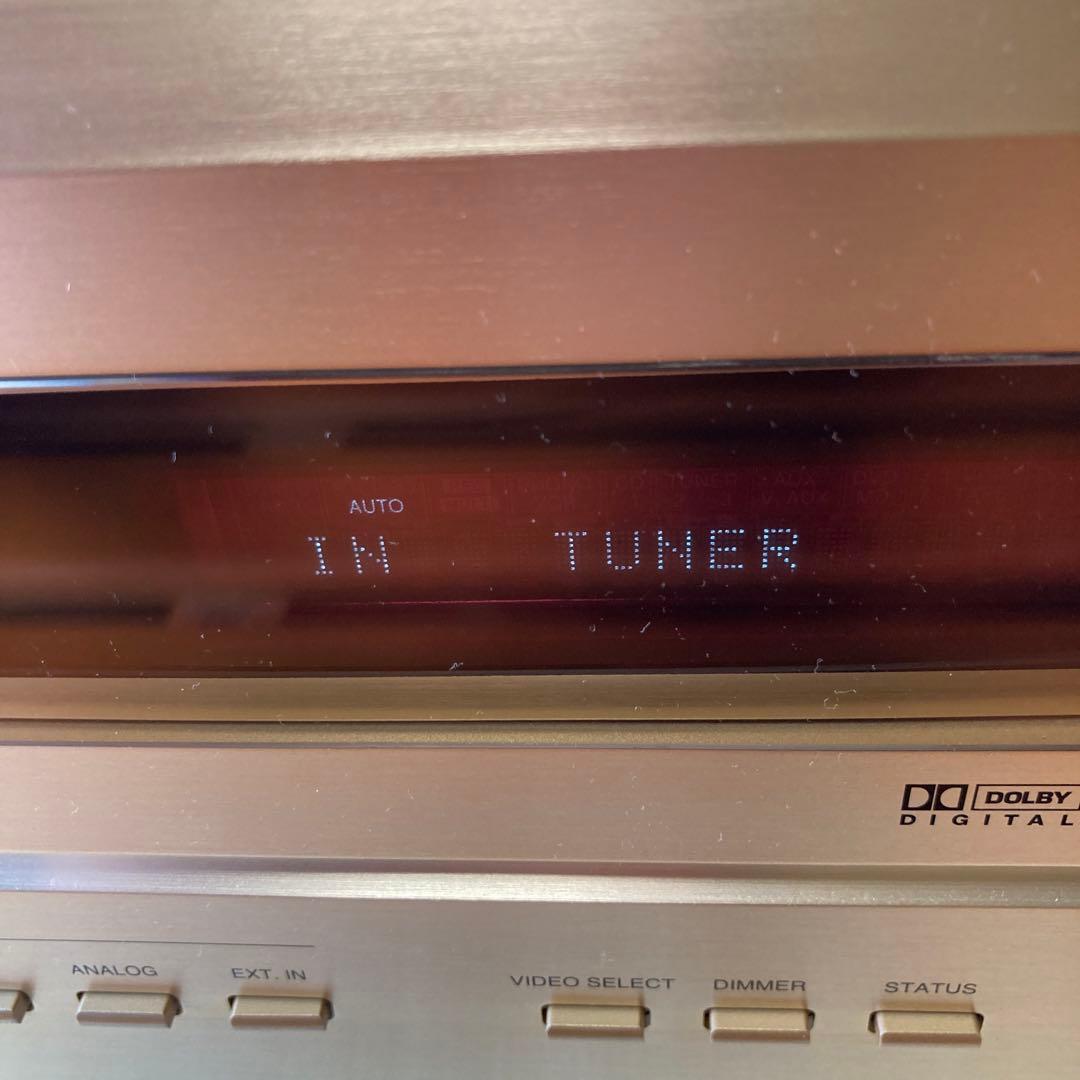 AUTO
IN TUNER
DOLBY
DIGITAL
ANALOG EXT. IN VIDEO SELECT DIMMER STATUS